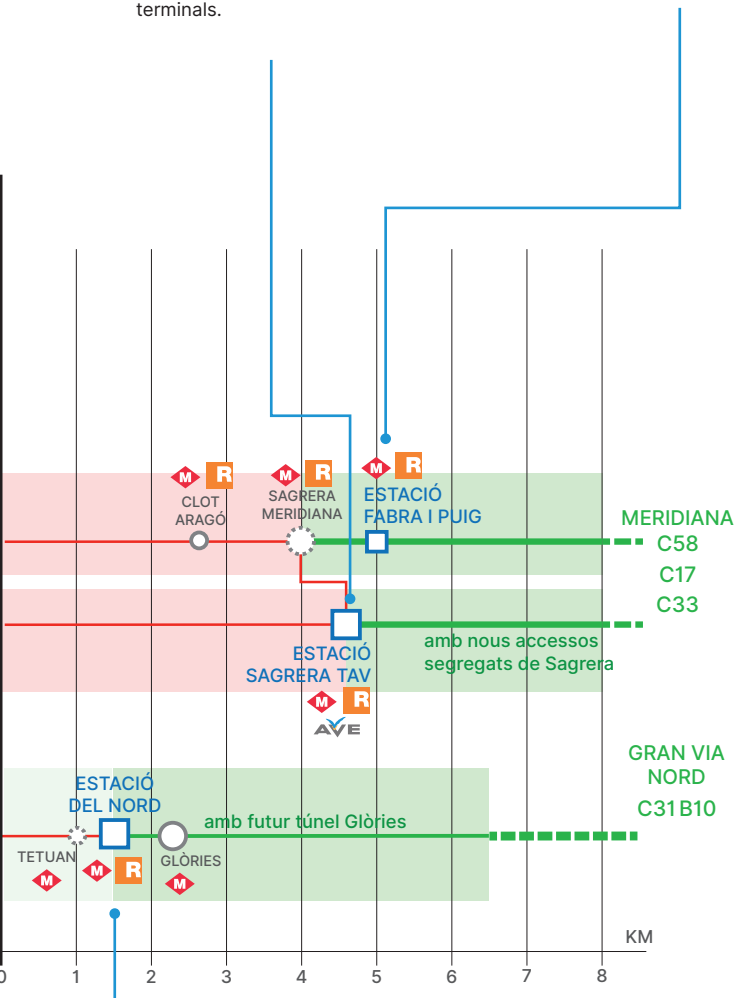 terminals.
M R
M R
M R
CLOT
ARAGÓ
SAGRERA
MERIDIANA
ESTACIÓ
FABRA I PUIG
MERIDIANA
C58
C17
C33
amb nous accessos
segregats de Sagrera
ESTACIÓ
SAGRERA TAV
M R
AVE
GRAN VIA
NORD
C31 B10
ESTACIÓ
DEL NORD
amb futur túnel Glòries
TETUAN
GLÒRIES
M
M R
M
KM
0 1 2 3 4 5 6 7 8